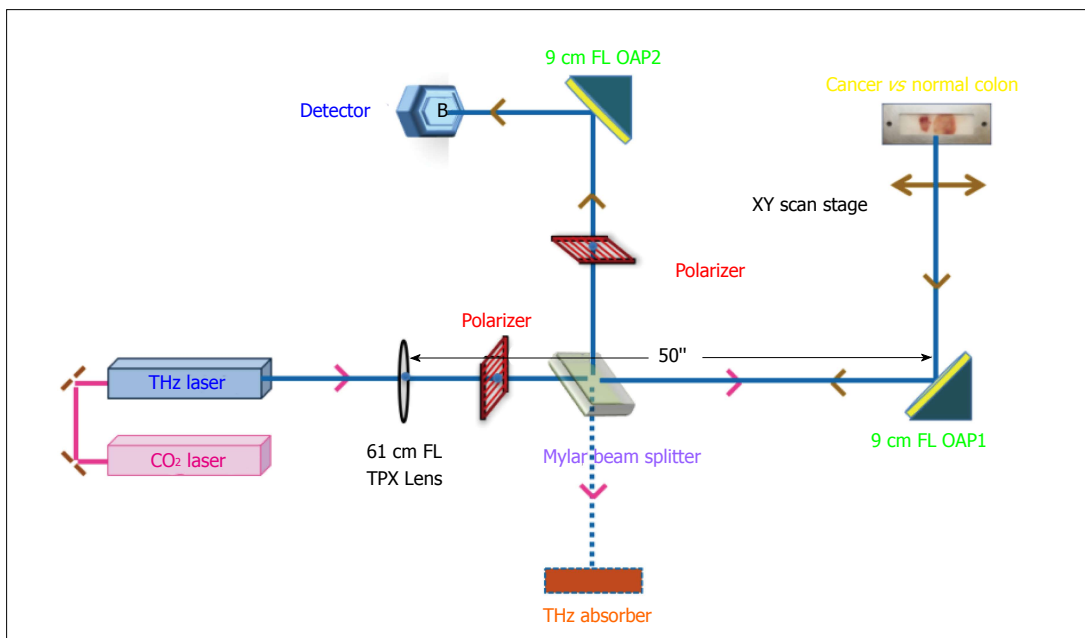 9 cm FL OAP2
Cancer vs normal colon
Detector
B
XY scan stage
Polarizer
Polarizer
50"
THz laser
CO₂ laser
61 cm FL
TPX Lens
Mylar beam splitter
9 cm FL OAP1
THz absorber